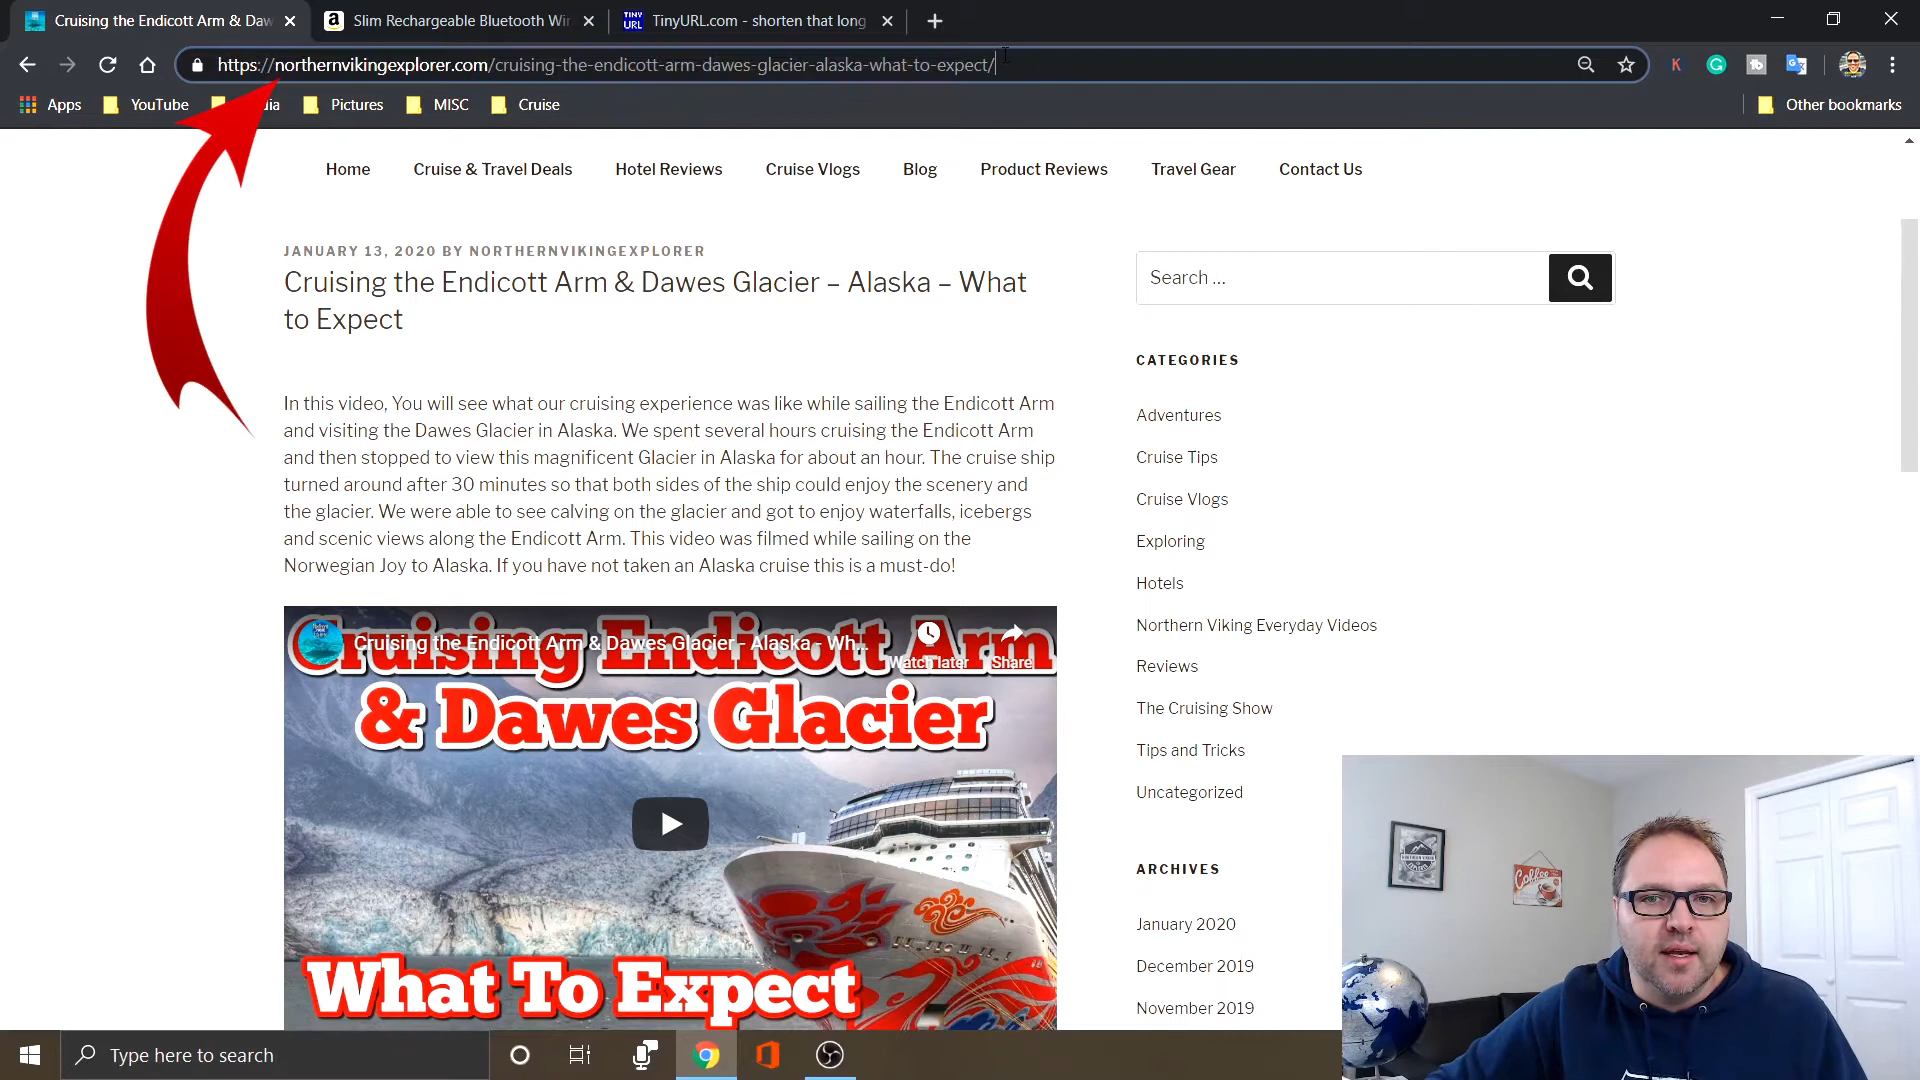 Cruising the Endicott Arm & Daw
Slim Rechargeable Bluetooth Wir
TINY URL
TinyURL.com - shorten that long
https://northernvikingexplorer.com/cruising-the-endicott-arm-dawes-glacier-alaska-what-to-expect/
Apps
YouTube
Pictures
MISC
Cruise
Other bookmarks
Home
Cruise & Travel Deals
Hotel Reviews
Cruise Vlogs
Blog
Product Reviews
Travel Gear
Contact Us
JANUARY 13, 2020 BY NORTHERNVIKINGEXPLORER
Cruising the Endicott Arm & Dawes Glacier – Alaska – What
to Expect
In this video, You will see what our cruising experience was like while sailing the Endicott Arm
and visiting the Dawes Glacier in Alaska. We spent several hours cruising the Endicott Arm
and then stopped to view this magnificent Glacier in Alaska for about an hour. The cruise ship
turned around after 30 minutes so that both sides of the ship could enjoy the scenery and
the glacier. We were able to see calving on the glacier and got to enjoy waterfalls, icebergs
and scenic views along the Endicott Arm. This video was filmed while sailing on the
Norwegian Joy to Alaska. If you have not taken an Alaska cruise this is a must-do!
Cruising the Endicott Arm & Dawes Glacier - Alaska - Wh...
Watch later
Share
Cruising Endicott Arm
& Dawes Glacier
What To Expect
Search …
CATEGORIES
Adventures
Cruise Tips
Cruise Vlogs
Exploring
Hotels
Northern Viking Everyday Videos
Reviews
The Cruising Show
Tips and Tricks
Uncategorized
ARCHIVES
January 2020
December 2019
November 2019
Coffee
Type here to search